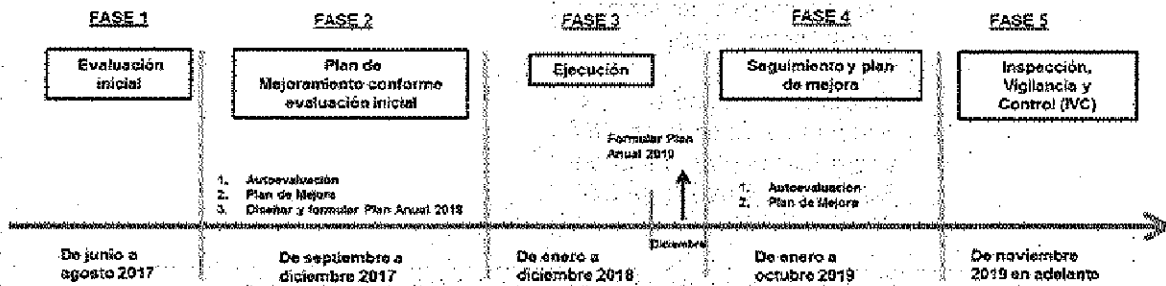 FASE 1
FASE 2
FASE 3
FASE 4
FASE 5
Evaluación
inicial
Plan de
Mejoramiento conforme
evaluación inicial
Ejecución
Seguimiento y plan
de mejora
Inspección,
Vigilancia y
Control (IVC)
Formular Plan
Anual 2019
1. Autoevaluación
2. Plan de Mejora
3. Diseñar y formular Plan Anual 2018
1. Autoevaluación
2. Plan de Mejora
Diciembre
De junio a
agosto 2017
De septiembre a
diciembre 2017
De enero a
diciembre 2018
De enero a
octubre 2019
De noviembre
2019 en adelante